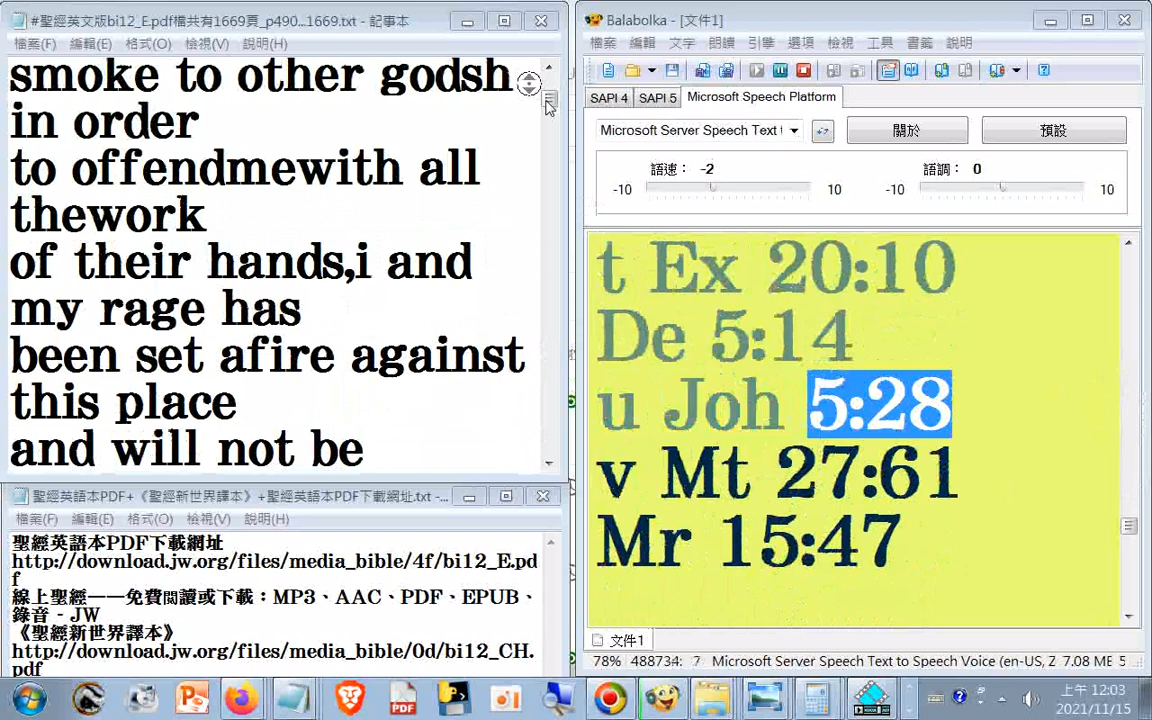 #聖經英文版bi12_E.pdf檔共有1669頁_p490...1669.txt - 記事本
檔案(F) 編輯(E) 格式(O) 檢視(V) 說明(H)
smoke to other godsh
in order
to offendmewith all
thework
of their hands,i and
my rage has
been set afire against
this place
and will not be
聖經英語本PDF+《聖經新世界譯本》+聖經英語本PDF下載網址.txt - ...
檔案(F) 編輯(E) 格式(O) 檢視(V) 說明(H)
聖經英語本PDF下載網址
http://download.jw.org/files/media_bible/4f/bi12_E.pd
f
線上聖經——免費閱讀或下載：MP3、AAC、PDF、EPUB、
錄音 - JW
《聖經新世界譯本》
http://download.jw.org/files/media_bible/0d/bi12_CH.
pdf
Balabolka - [文件1]
檔案 編輯 文字 朗讀 引擎 選項 檢視 工具 書籤 說明
SAPI 4 SAPI 5 Microsoft Speech Platform
Microsoft Server Speech Text t 關於 預設
語速： -2 語調： 0
-10 10 -10 10
t Ex 20:10
De 5:14
u Joh 5:28
v Mt 27:61
Mr 15:47
文件1
78% 488734: 7 Microsoft Server Speech Text to Speech Voice (en-US, Z 7.08 MB 5
上午 12:03
2021/11/15